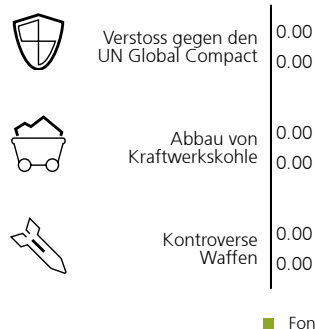 Verstoss gegen den
UN Global Compact
0.00
0.00
Abbau von
Kraftwerkskohle
0.00
0.00
Kontroverse
Waffen
0.00
0.00
Fon